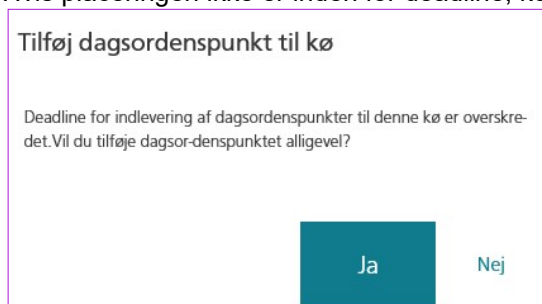 Tilføj dagsordenspunkt til kø
Deadline for indlevering af dagsordenspunkter til denne kø er overskre-
det.Vil du tilføje dagsor-denspunktet alligevel?
Ja Nej